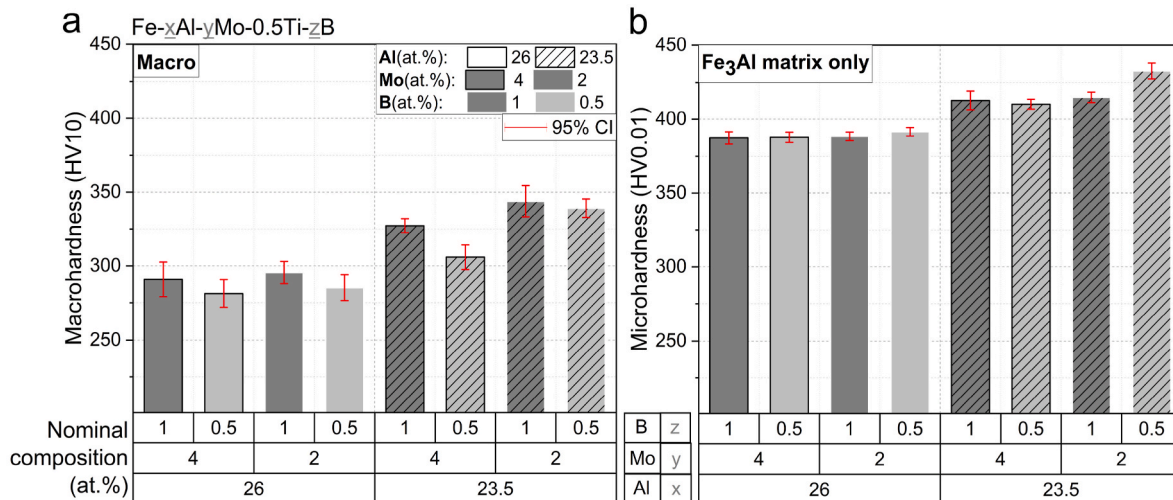 a
Fe-xAl-yMo-0.5Ti-zB
Macro
Al(at.%): 26 23.5
Mo(at.%): 4 2
B(at.%): 1 0.5
95% CI
Macrohardness (HV10)
450
400
350
300
250
Nominal composition (at.%)
1 0.5 1 0.5 1 0.5 1 0.5
4 2 4 2
26 23.5
b
Fe3Al matrix only
Microhardness (HV0.01)
450
400
350
300
250
B z
Mo y
Al x
1 0.5 1 0.5 1 0.5 1 0.5
4 2 4 2
26 23.5